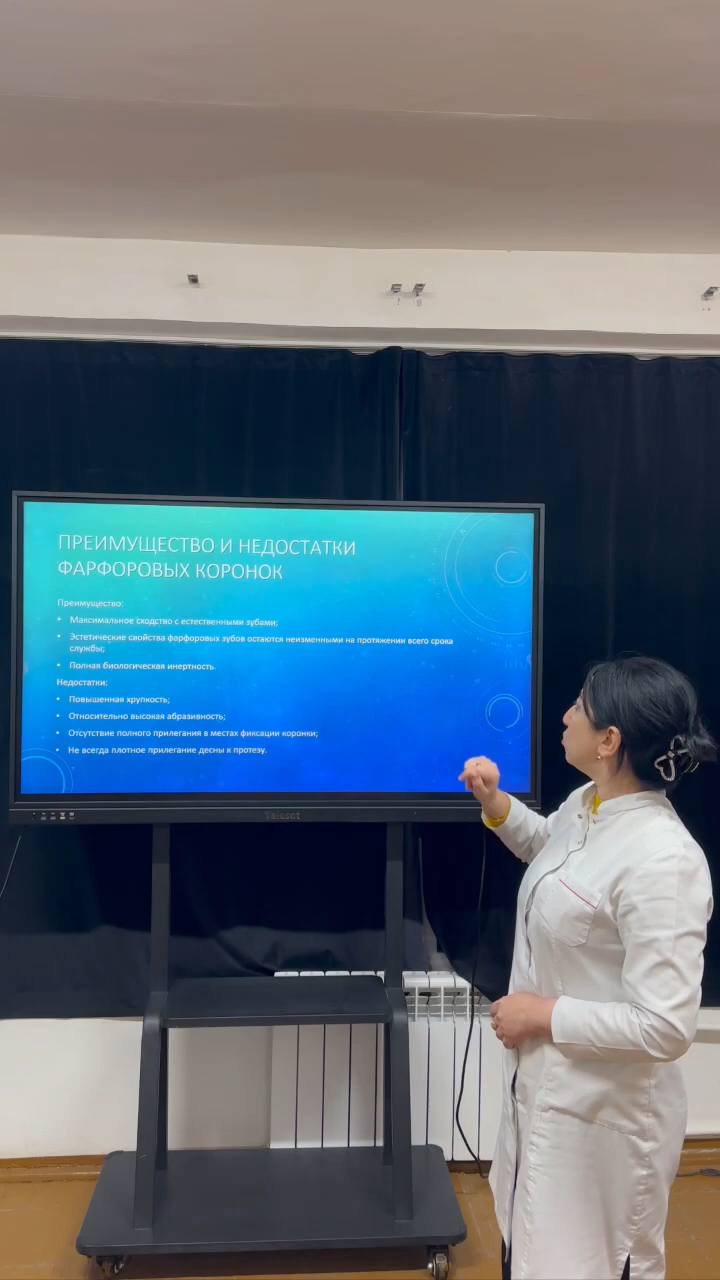 ПРЕИМУЩЕСТВО И НЕДОСТАТКИ
ФАРФОРОВЫХ КОРОНОК
Преимущество:
• Максимальное сходство с естественными зубами;
• Эстетические свойства фарфоровых зубов остаются неизменными на протяжении всего срока
службы;
• Полная биологическая инертность.
Недостатки:
• Повышенная хрупкость;
• Относительно высокая абразивность;
• Отсутствие полного прилегания в местах фиксации коронки;
• Не всегда плотное прилегание десны к протезу.